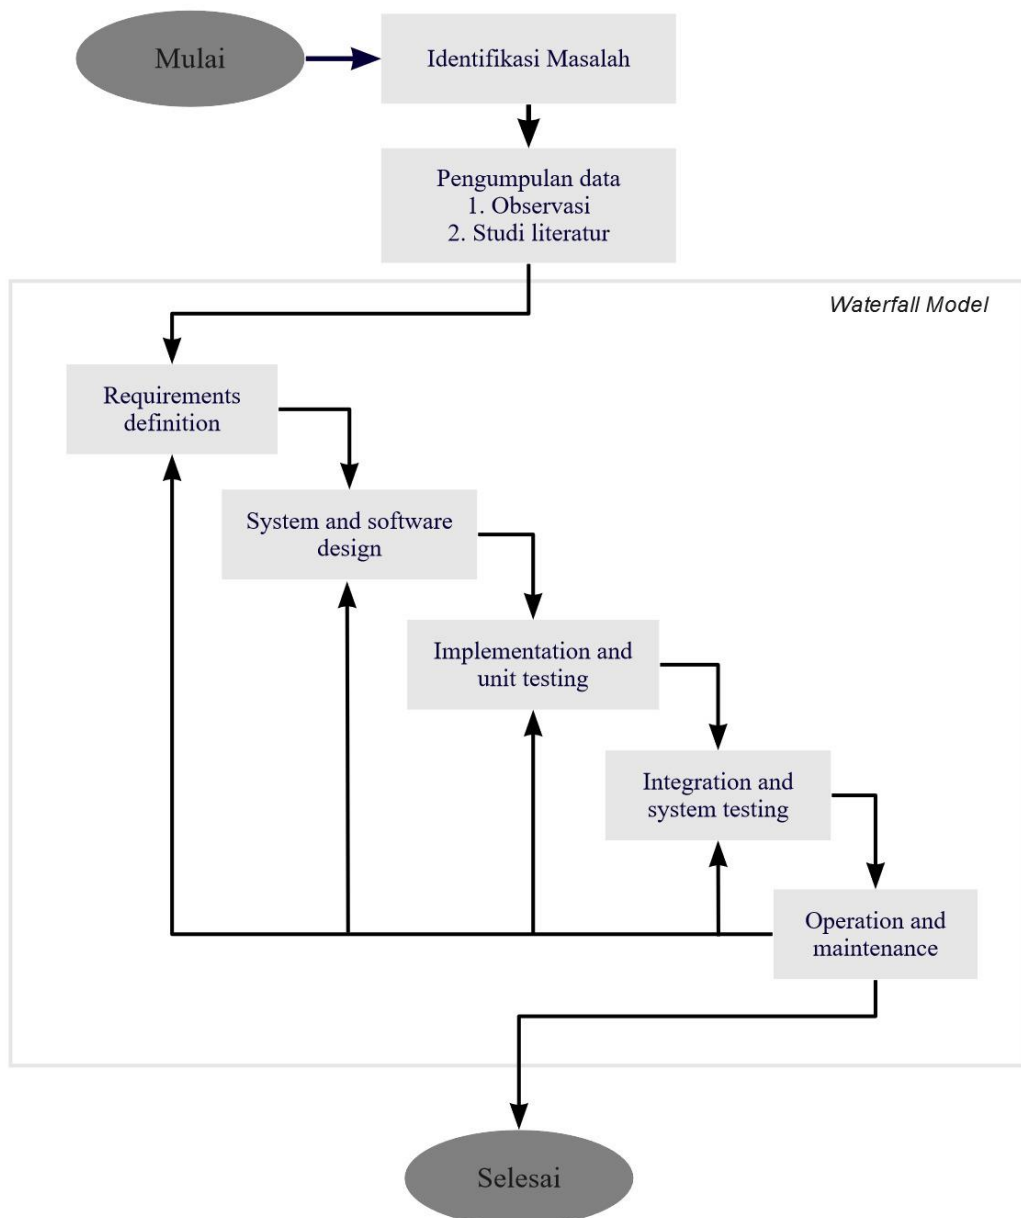 Mulai
Identifikasi Masalah
Pengumpulan data
1. Observasi
2. Studi literatur
Waterfall Model
Requirements
definition
System and software
design
Implementation and
unit testing
Integration and
system testing
Operation and
maintenance
Selesai